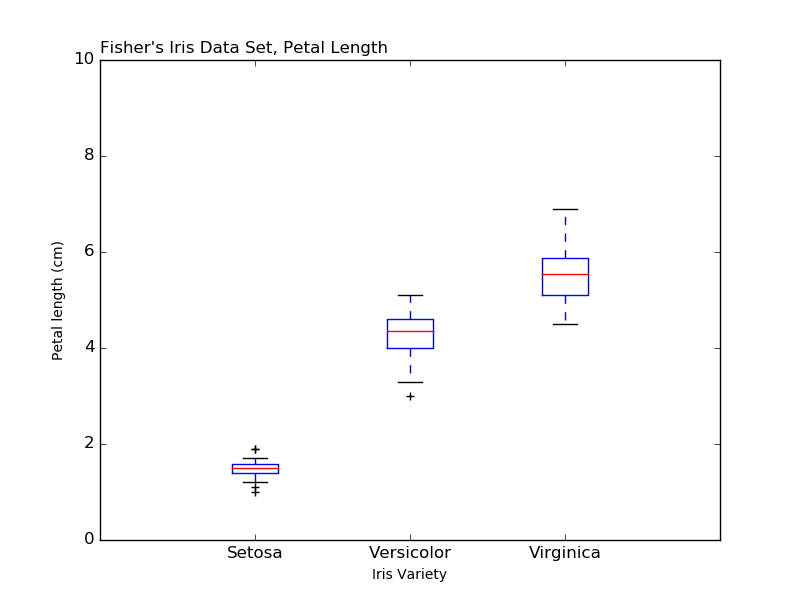 Fisher's Iris Data Set, Petal Length
10
8
6
4
2
0
Petal length (cm)
Setosa Versicolor Virginica
Iris Variety